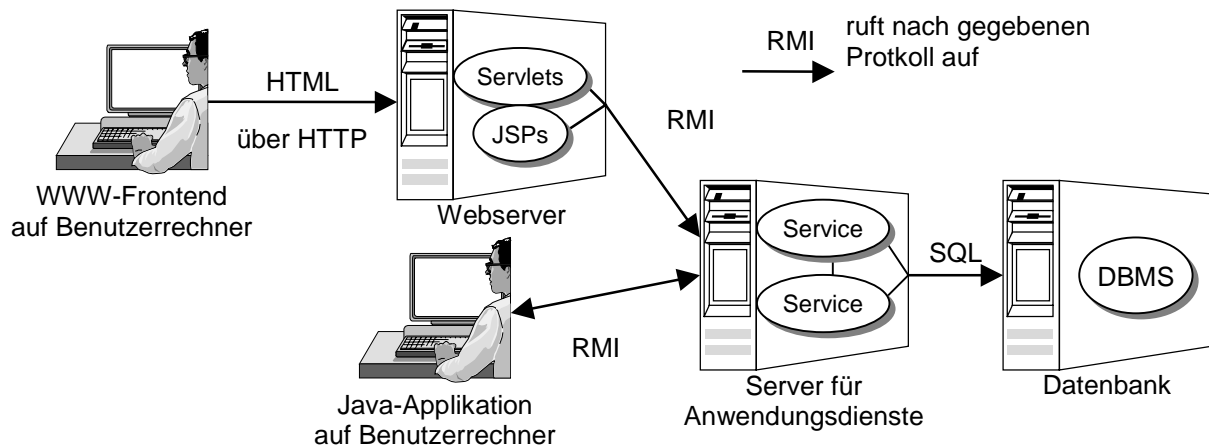 HTML
über HTTP
WWW-Frontend
auf Benutzerrechner
Servlets
JSPs
Webserver
RMI
RMI
ruft nach gegebenen
Protkoll auf
Java-Applikation
auf Benutzerrechner
RMI
Service
Service
Server für
Anwendungsdienste
SQL
DBMS
Datenbank